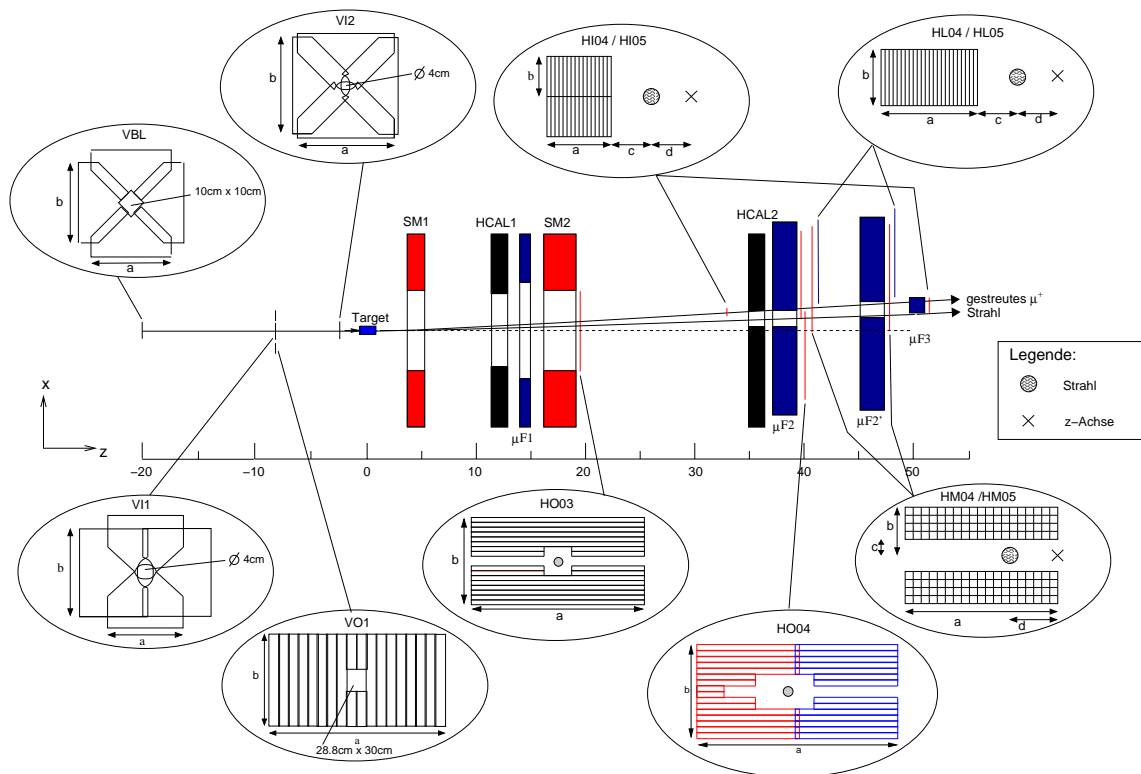 VI2
b
Ø 4cm
a
HI04 / HI05
b
a
c
d
HL04 / HL05
b
a
c
d
VBL
10cm x 10cm
b
a
SM1
HCAL1
SM2
HCAL2
Target
gestreutes µ⁺
Strahl
µF3
µF1
µF2
µF2'
Legende:
Strahl
z−Achse
x
z
−20
−10
0
10
20
30
40
50
VI1
b
Ø 4cm
a
VO1
b
a
28.8cm x 30cm
HO03
b
a
HO04
b
a
HM04 /HM05
b
c
a
d